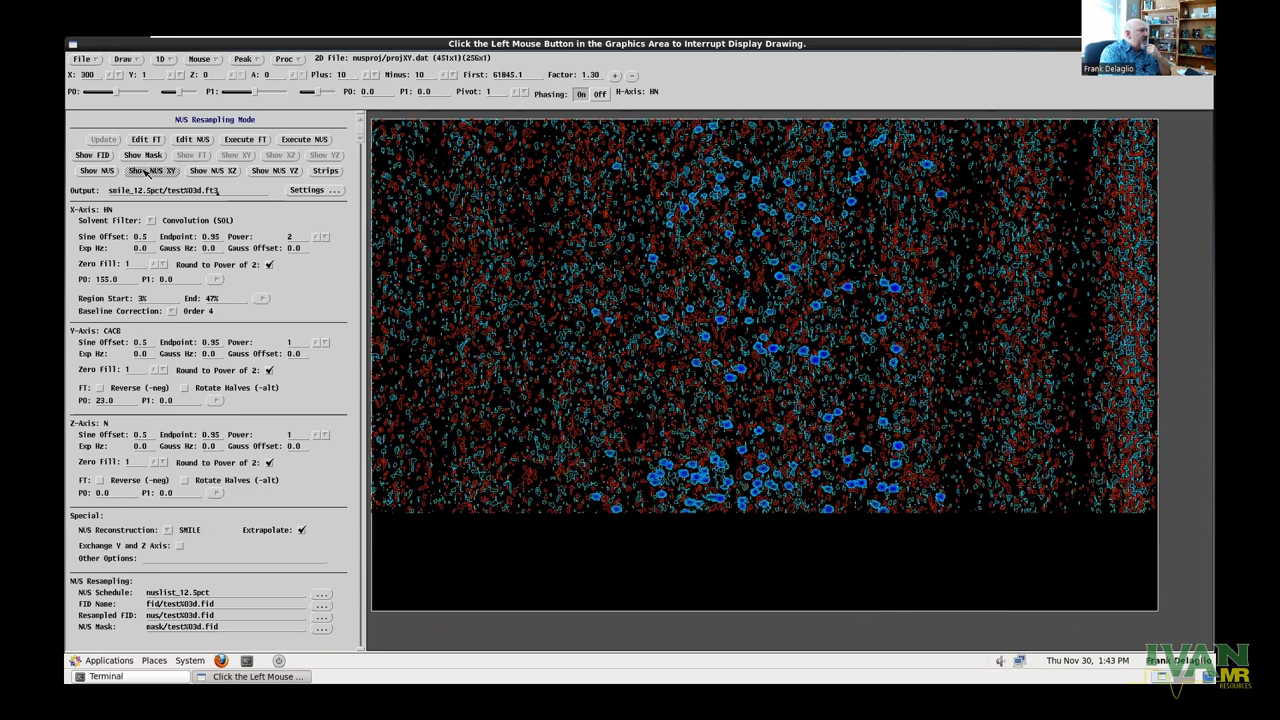 Click the Left Mouse Button in the Graphics Area to Interrupt Display Drawing.
File Draw 1D Mouse Peak Proc 2D File: nusproj/projXY.dat (451x1)(256x1)
X: 300 Y: 1 Z: 0 A: 0 Plus: 10 Minus: 10 First: 61845.1 Factor: 1.30 + −
P0: P1: P0: 0.0 P1: 0.0 Pivot: 1 Phasing: On Off H-Axis: HN
Frank Delaglio
NUS Resampling Mode
Update Edit FT Edit NUS Execute FT Execute NUS
Show FID Show Mask Show FT Show XY Show XZ Show YZ
Show NUS Show NUS XY Show NUS XZ Show NUS YZ Strips
Output: smile_12.5pct/test%03d.ft3 Settings ...
X-Axis: HN
Solvent Filter: Convolution (SOL)
Sine Offset: 0.5 Endpoint: 0.95 Power: 2
Exp Hz: 0.0 Gauss Hz: 0.0 Gauss Offset: 0.0
Zero Fill: 1 Round to Power of 2: ✓
P0: 155.0 P1: 0.0
Region Start: 3% End: 47%
Baseline Correction: Order 4
Y-Axis: CACB
Sine Offset: 0.5 Endpoint: 0.95 Power: 1
Exp Hz: 0.0 Gauss Hz: 0.0 Gauss Offset: 0.0
Zero Fill: 1 Round to Power of 2: ✓
FT: Reverse (-neg) Rotate Halves (-alt)
P0: 23.0 P1: 0.0
Z-Axis: N
Sine Offset: 0.5 Endpoint: 0.95 Power: 1
Exp Hz: 0.0 Gauss Hz: 0.0 Gauss Offset: 0.0
Zero Fill: 1 Round to Power of 2: ✓
FT: Reverse (-neg) Rotate Halves (-alt)
P0: 0.0 P1: 0.0
Special:
NUS Reconstruction: SMILE Extrapolate: ✓
Exchange Y and Z Axis:
Other Options:
NUS Resampling:
NUS Schedule: nuslist_12.5pct ...
FID Name: fid/test%03d.fid ...
Resampled FID: nus/test%03d.fid ...
NUS Mask: mask/test%03d.fid ...
Applications Places System Thu Nov 30, 1:43 PM Frank Delaglio
Terminal Click the Left Mouse ...
IVAN
NMR
RESOURCES